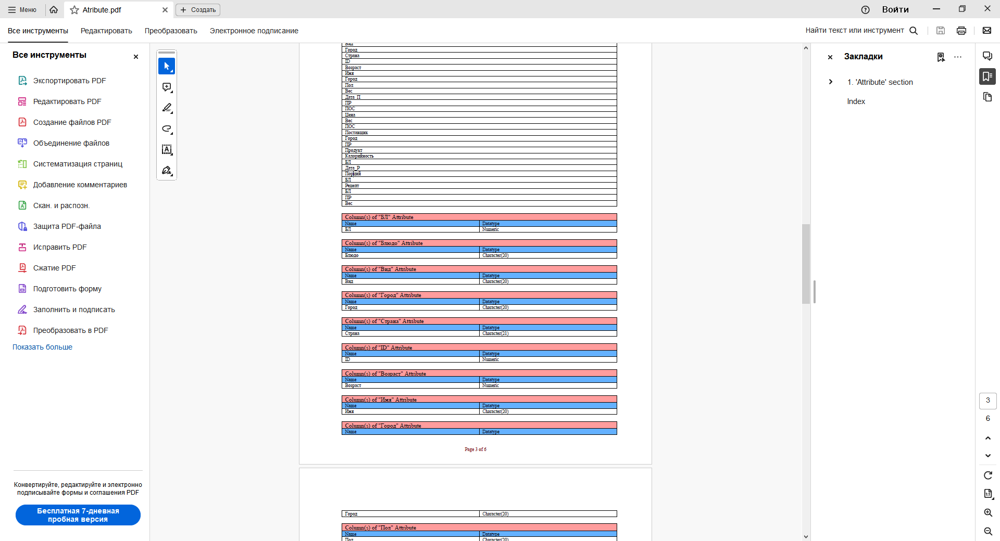 Меню
Atribute.pdf
Создать
Войти
Все инструменты
Редактировать
Преобразовать
Электронное подписание
Найти текст или инструмент
Все инструменты
Экспортировать PDF
Редактировать PDF
Создание файлов PDF
Объединение файлов
Систематизация страниц
Добавление комментариев
Скан. и распозн.
Защита PDF-файла
Исправить PDF
Сжатие PDF
Подготовить форму
Заполнить и подписать
Преобразовать в PDF
Показать больше
Конвертируйте, редактируйте и электронно
подписывайте формы и соглашения PDF
Бесплатная 7-дневная
пробная версия
Вид
Город
Страна
ID
Возраст
Имя
Город
Пол
Вес
Дата_П
ПР
ПОС
Цена
Вес
ПОС
Поставщик
Город
ПР
Продукт
Калорийность
БЛ
Дата_Р
Порций
БЛ
Рецепт
БЛ
ПР
Вес
Column(s) of "БЛ" Attribute
Name Datatype
БЛ Numeric
Column(s) of "Блюдо" Attribute
Name Datatype
Блюдо Character(20)
Column(s) of "Вид" Attribute
Name Datatype
Вид Character(20)
Column(s) of "Город" Attribute
Name Datatype
Город Character(20)
Column(s) of "Страна" Attribute
Name Datatype
Страна Character(21)
Column(s) of "ID" Attribute
Name Datatype
ID Numeric
Column(s) of "Возраст" Attribute
Name Datatype
Возраст Numeric
Column(s) of "Имя" Attribute
Name Datatype
Имя Character(20)
Column(s) of "Город" Attribute
Name Datatype
Page 3 of 6
Город Character(20)
Column(s) of "Пол" Attribute
Name Datatype
Пол Character(20)
Закладки
1. 'Attribute' section
Index
3
6